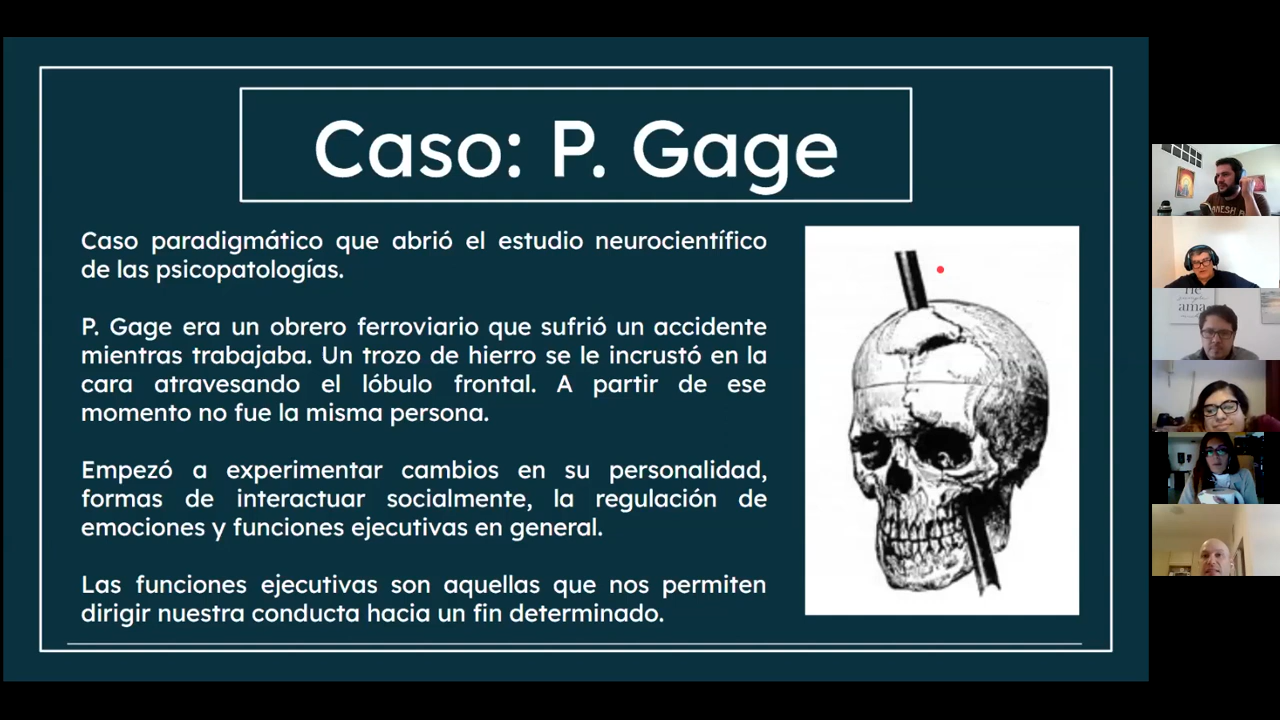 Caso: P. Gage
Caso paradigmático que abrió el estudio neurocientífico
de las psicopatologías.
P. Gage era un obrero ferroviario que sufrió un accidente
mientras trabajaba. Un trozo de hierro se le incrustó en la
cara atravesando el lóbulo frontal. A partir de ese
momento no fue la misma persona.
Empezó a experimentar cambios en su personalidad,
formas de interactuar socialmente, la regulación de
emociones y funciones ejecutivas en general.
Las funciones ejecutivas son aquellas que nos permiten
dirigir nuestra conducta hacia un fin determinado.